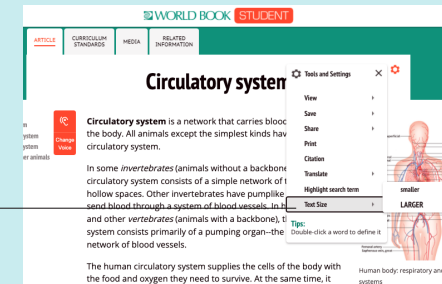 WORLD BOOK STUDENT
ARTICLE
CURRICULUM STANDARDS
MEDIA
RELATED INFORMATION
Circulatory system
Change Voice
ystem
ystem
er animals
Circulatory system is a network that carries blood
the body. All animals except the simplest kinds hav
circulatory system.
In some invertebrates (animals without a backbone
circulatory system consists of a simple network of t
hollow spaces. Other invertebrates have pumplike
send blood through a system of blood vessels. In h
and other vertebrates (animals with a backbone), t
system consists primarily of a pumping organ--the
network of blood vessels.
The human circulatory system supplies the cells of the body with
the food and oxygen they need to survive. At the same time, it
Tools and Settings
View
Save
Share
Print
Citation
Translate
Highlight search term
Text Size
smaller
LARGER
Tips:
Double-click a word to define it
Human body: respiratory and
systems